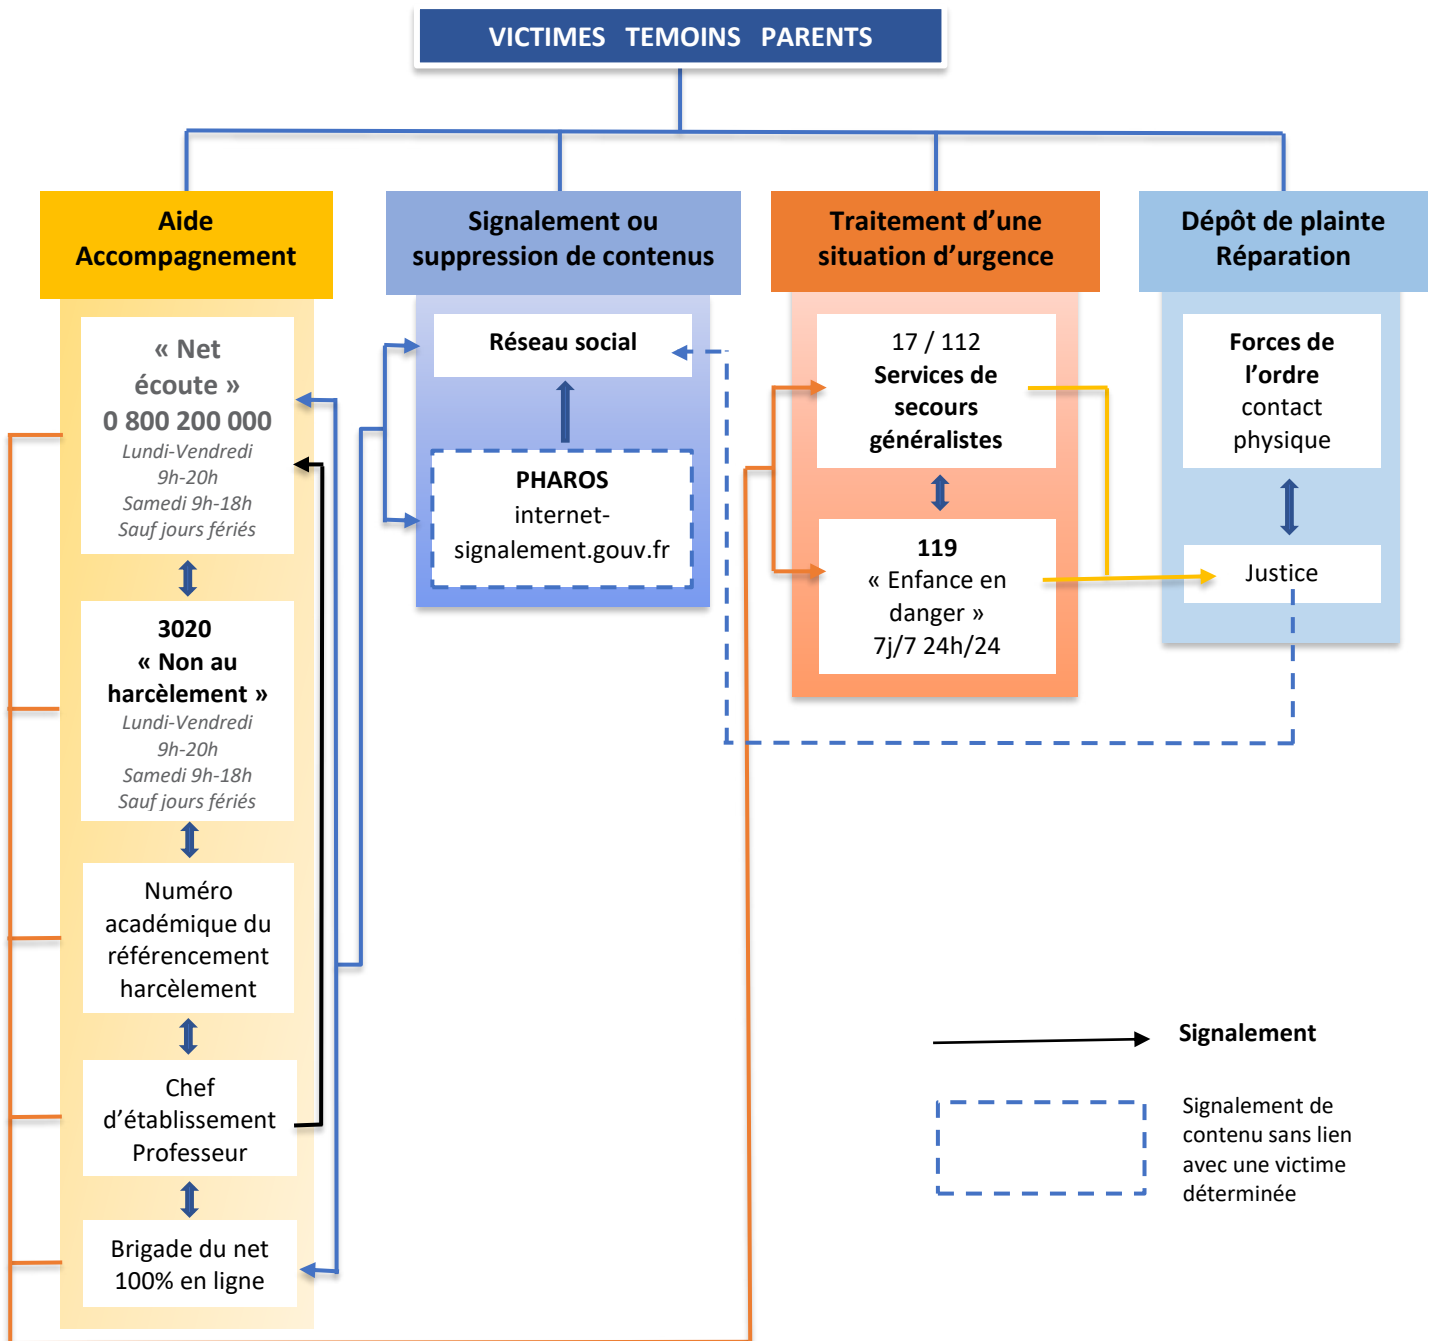 VICTIMES TEMOINS PARENTS
Aide
Accompagnement
« Net
écoute »
0 800 200 000
Lundi-Vendredi
9h-20h
Samedi 9h-18h
Sauf jours fériés
3020
« Non au
harcèlement »
Lundi-Vendredi
9h-20h
Samedi 9h-18h
Sauf jours fériés
Numéro
académique du
référencement
harcèlement
Chef
d’établissement
Professeur
Brigade du net
100% en ligne
Signalement ou
suppression de contenus
Réseau social
PHAROS
internet-
signalement.gouv.fr
Traitement d’une
situation d’urgence
17 / 112
Services de
secours
généralistes
119
« Enfance en
danger »
7j/7 24h/24
Dépôt de plainte
Réparation
Forces de
l’ordre
contact
physique
Justice
Signalement
Signalement de
contenu sans lien
avec une victime
déterminée